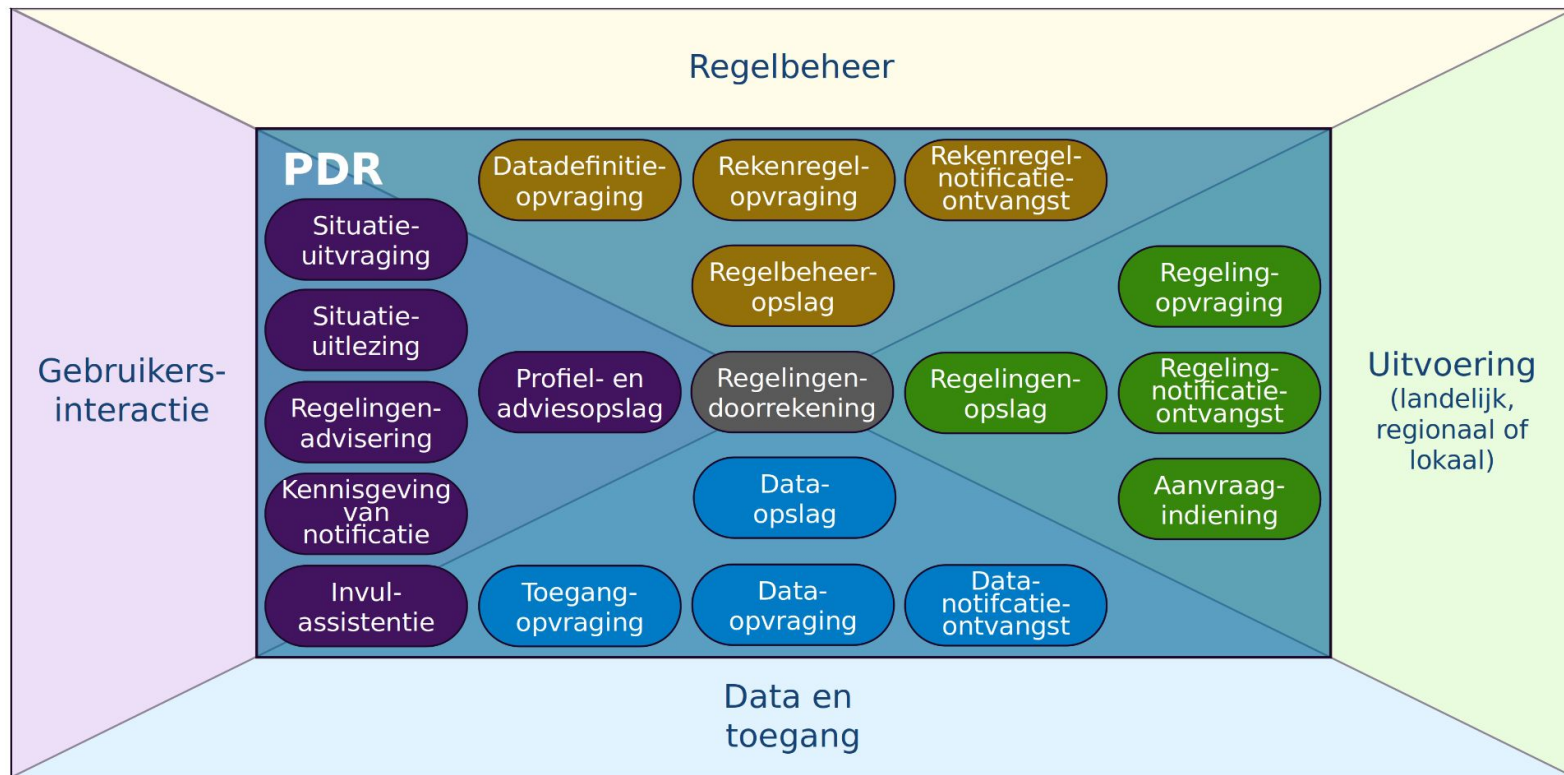 Regelbeheer
PDR
Datadefinitie-
opvraging
Rekenregel-
opvraging
Rekenregel-
notificatie-
ontvangst
Situatie-
uitvraging
Regelbeheer-
opslag
Regeling-
opvraging
Situatie-
uitlezing
Gebruikers-
interactie
Profiel- en
adviesopslag
Regelingen-
doorrekening
Regelingen-
opslag
Regeling-
notificatie-
ontvangst
Uitvoering
(landelijk,
regionaal of
lokaal)
Regelingen-
advisering
Kennisgeving
van
notificatie
Data-
opslag
Aanvraag-
indiening
Invul-
assistentie
Toegang-
opvraging
Data-
opvraging
Data-
notifcatie-
ontvangst
Data en
toegang